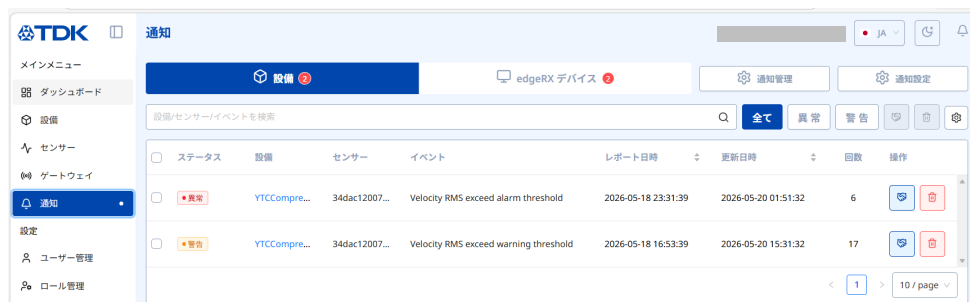 TDK
通知
JA
メインメニュー
ダッシュボード
設備
センサー
ゲートウェイ
通知
設定
ユーザー管理
ロール管理
設備 2
edgeRX デバイス 2
通知管理
通知設定
設備/センサー/イベントを検索
全て
異常
警告
ステータス 設備 センサー イベント レポート日時 更新日時 回数 操作
異常 YTCCompre... 34dac12007... Velocity RMS exceed alarm threshold 2026-05-18 23:31:39 2026-05-20 01:51:32 6
警告 YTCCompre... 34dac12007... Velocity RMS exceed warning threshold 2026-05-18 16:53:39 2026-05-20 15:31:32 17
< 1 > 10 / page